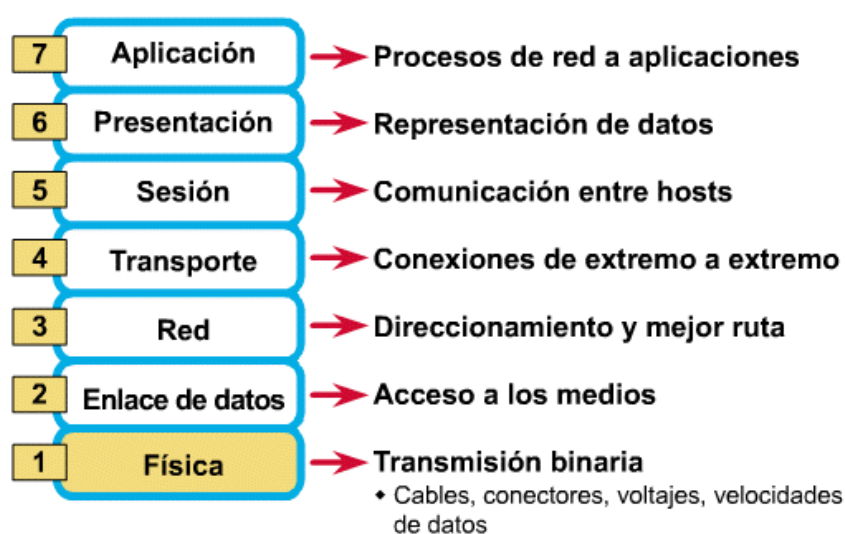 7 Aplicación Procesos de red a aplicaciones
6 Presentación Representación de datos
5 Sesión Comunicación entre hosts
4 Transporte Conexiones de extremo a extremo
3 Red Direccionamiento y mejor ruta
2 Enlace de datos Acceso a los medios
1 Física Transmisión binaria
• Cables, conectores, voltajes, velocidades
de datos